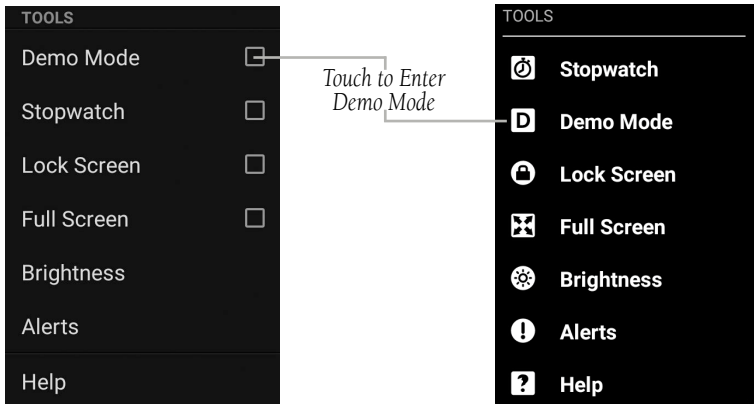 TOOLS
Demo Mode
Stopwatch
Lock Screen
Full Screen
Brightness
Alerts
Help
Touch to Enter
Demo Mode
TOOLS
Stopwatch
D Demo Mode
Lock Screen
Full Screen
Brightness
! Alerts
? Help